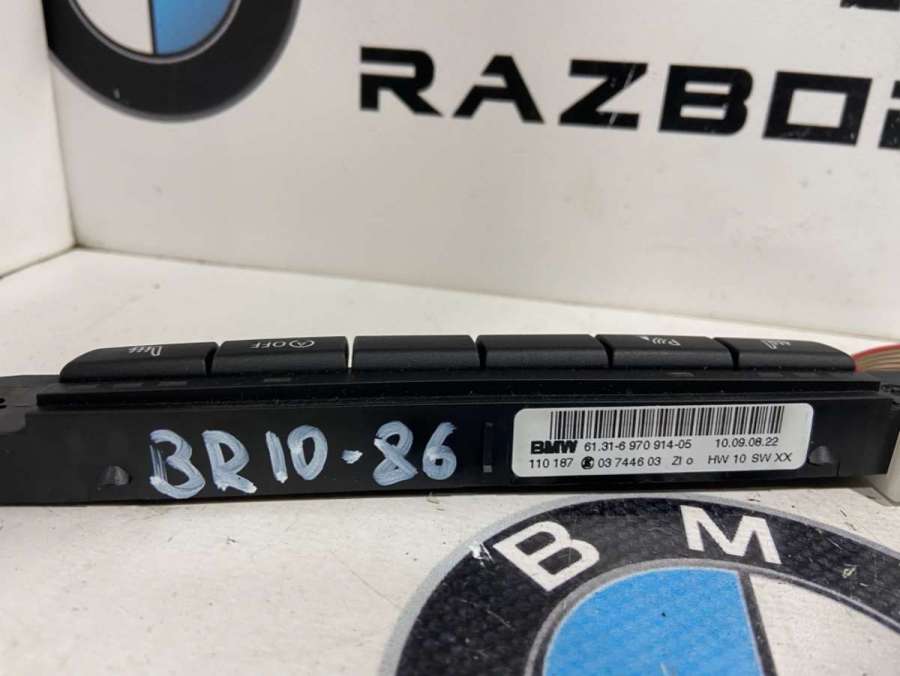 RAZBO
OFF
P
BR10-86
BMW 61.31-6 970 914-05 10.09.08.22
110 187 03 7446 03 ZI o HW 10 SW XX
B M